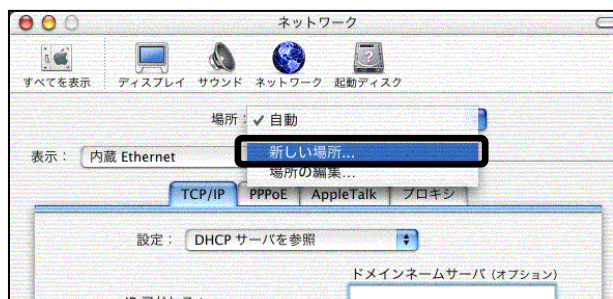 ネットワーク
すべてを表示 ディスプレイ サウンド ネットワーク 起動ディスク
場所： ✓ 自動
新しい場所...
表示： 内蔵 Ethernet
場所の編集...
TCP/IP PPPoE AppleTalk プロキシ
設定： DHCP サーバを参照
ドメインネームサーバ (オプション)